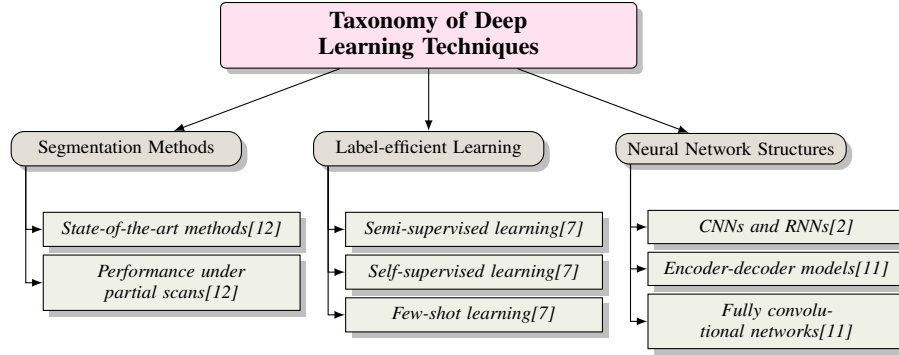 Taxonomy of Deep
Learning Techniques
Segmentation Methods
State-of-the-art methods[12]
Performance under
partial scans[12]
Label-efficient Learning
Semi-supervised learning[7]
Self-supervised learning[7]
Few-shot learning[7]
Neural Network Structures
CNNs and RNNs[2]
Encoder-decoder models[11]
Fully convolu-
tional networks[11]